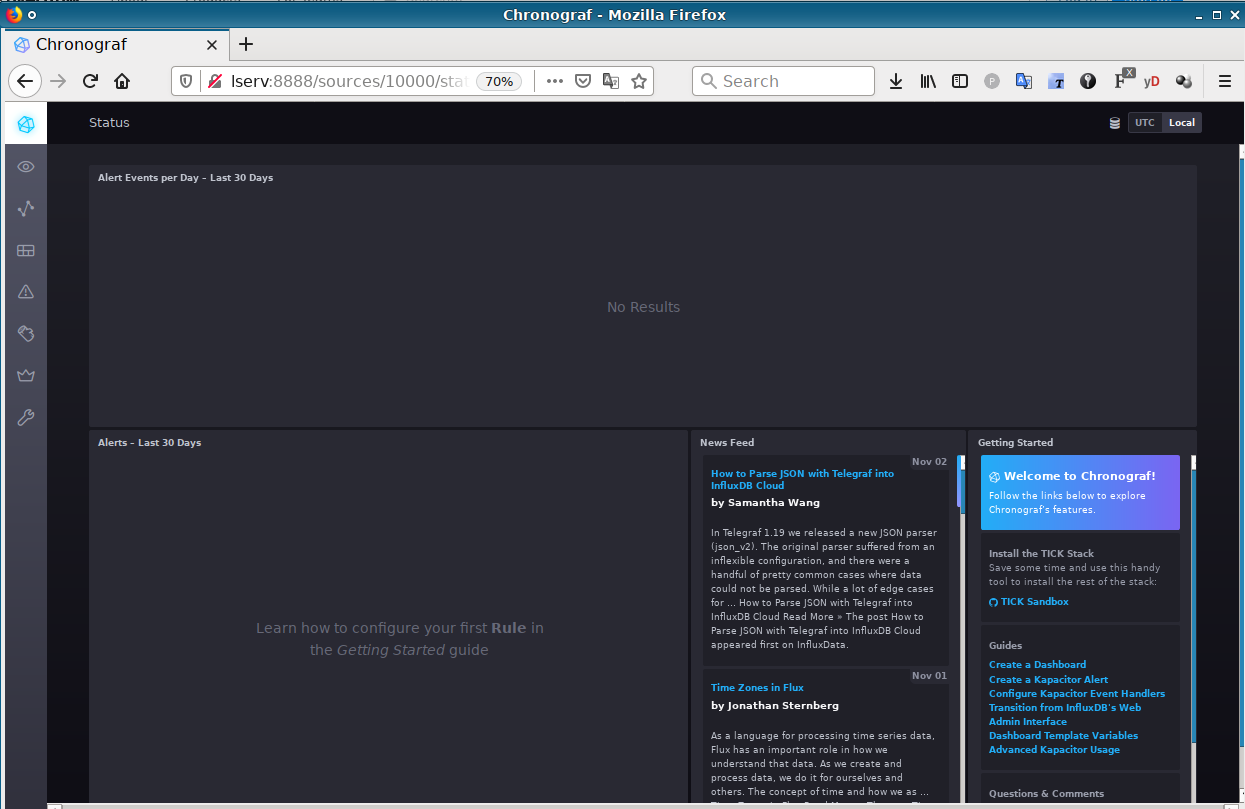 Chronograf - Mozilla Firefox
Chronograf
lserv:8888/sources/10000/stat
70%
Search
X
P
T
F
yD
Status
UTC
Local
Alert Events per Day – Last 30 Days
No Results
Alerts – Last 30 Days
Learn how to configure your first Rule in
the Getting Started guide
News Feed
Nov 02
How to Parse JSON with Telegraf into
InfluxDB Cloud
by Samantha Wang
In Telegraf 1.19 we released a new JSON parser
(json_v2). The original parser suffered from an
inflexible configuration, and there were a
handful of pretty common cases where data
could not be parsed. While a lot of edge cases
for ... How to Parse JSON with Telegraf into
InfluxDB Cloud Read More » The post How to
Parse JSON with Telegraf into InfluxDB Cloud
appeared first on InfluxData.
Nov 01
Time Zones in Flux
by Jonathan Sternberg
As a language for processing time series data,
Flux has an important role in how we
understand that data. As we create and
process data, we do it for ourselves and
others. The concept of time and how we as ...
Getting Started
Welcome to Chronograf!
Follow the links below to explore
Chronograf's features.
Install the TICK Stack
Save some time and use this handy
tool to install the rest of the stack:
TICK Sandbox
Guides
Create a Dashboard
Create a Kapacitor Alert
Configure Kapacitor Event Handlers
Transition from InfluxDB's Web
Admin Interface
Dashboard Template Variables
Advanced Kapacitor Usage
Questions & Comments